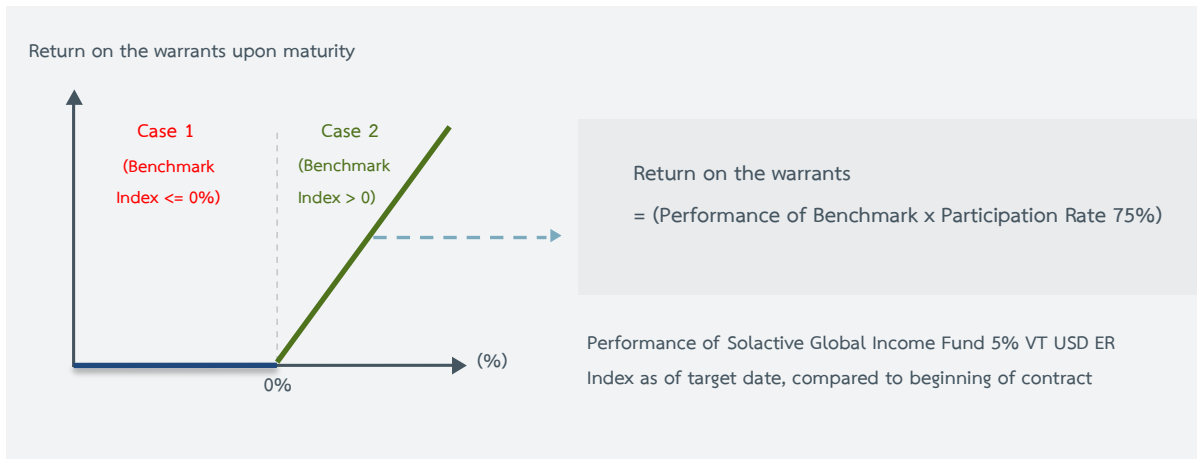 Return on the warrants upon maturity
Case 1
(Benchmark
Index <= 0%)
Case 2
(Benchmark
Index > 0)
(%)
0%
Return on the warrants
= (Performance of Benchmark x Participation Rate 75%)
Performance of Solactive Global Income Fund 5% VT USD ER
Index as of target date, compared to beginning of contract